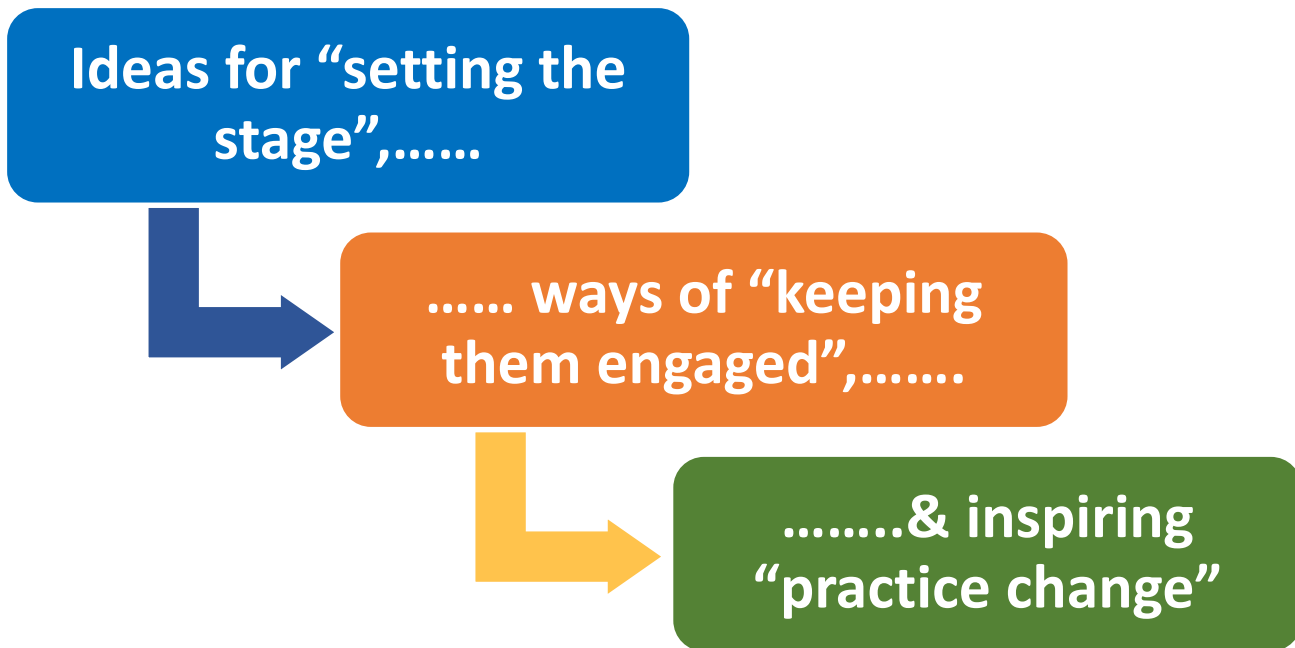 Ideas for “setting the
stage”,……
…… ways of “keeping
them engaged”,…….
……..& inspiring
“practice change”